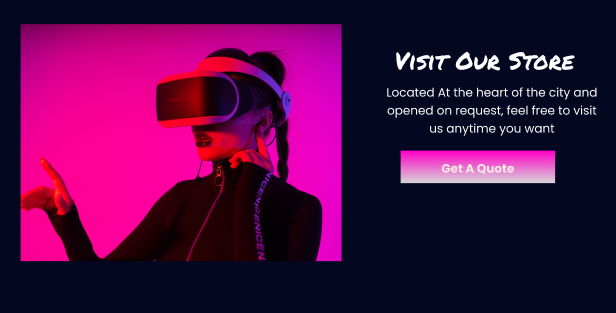 Visit Our Store
Located At the heart of the city and
opened on request, feel free to visit
us anytime you want
Get A Quote